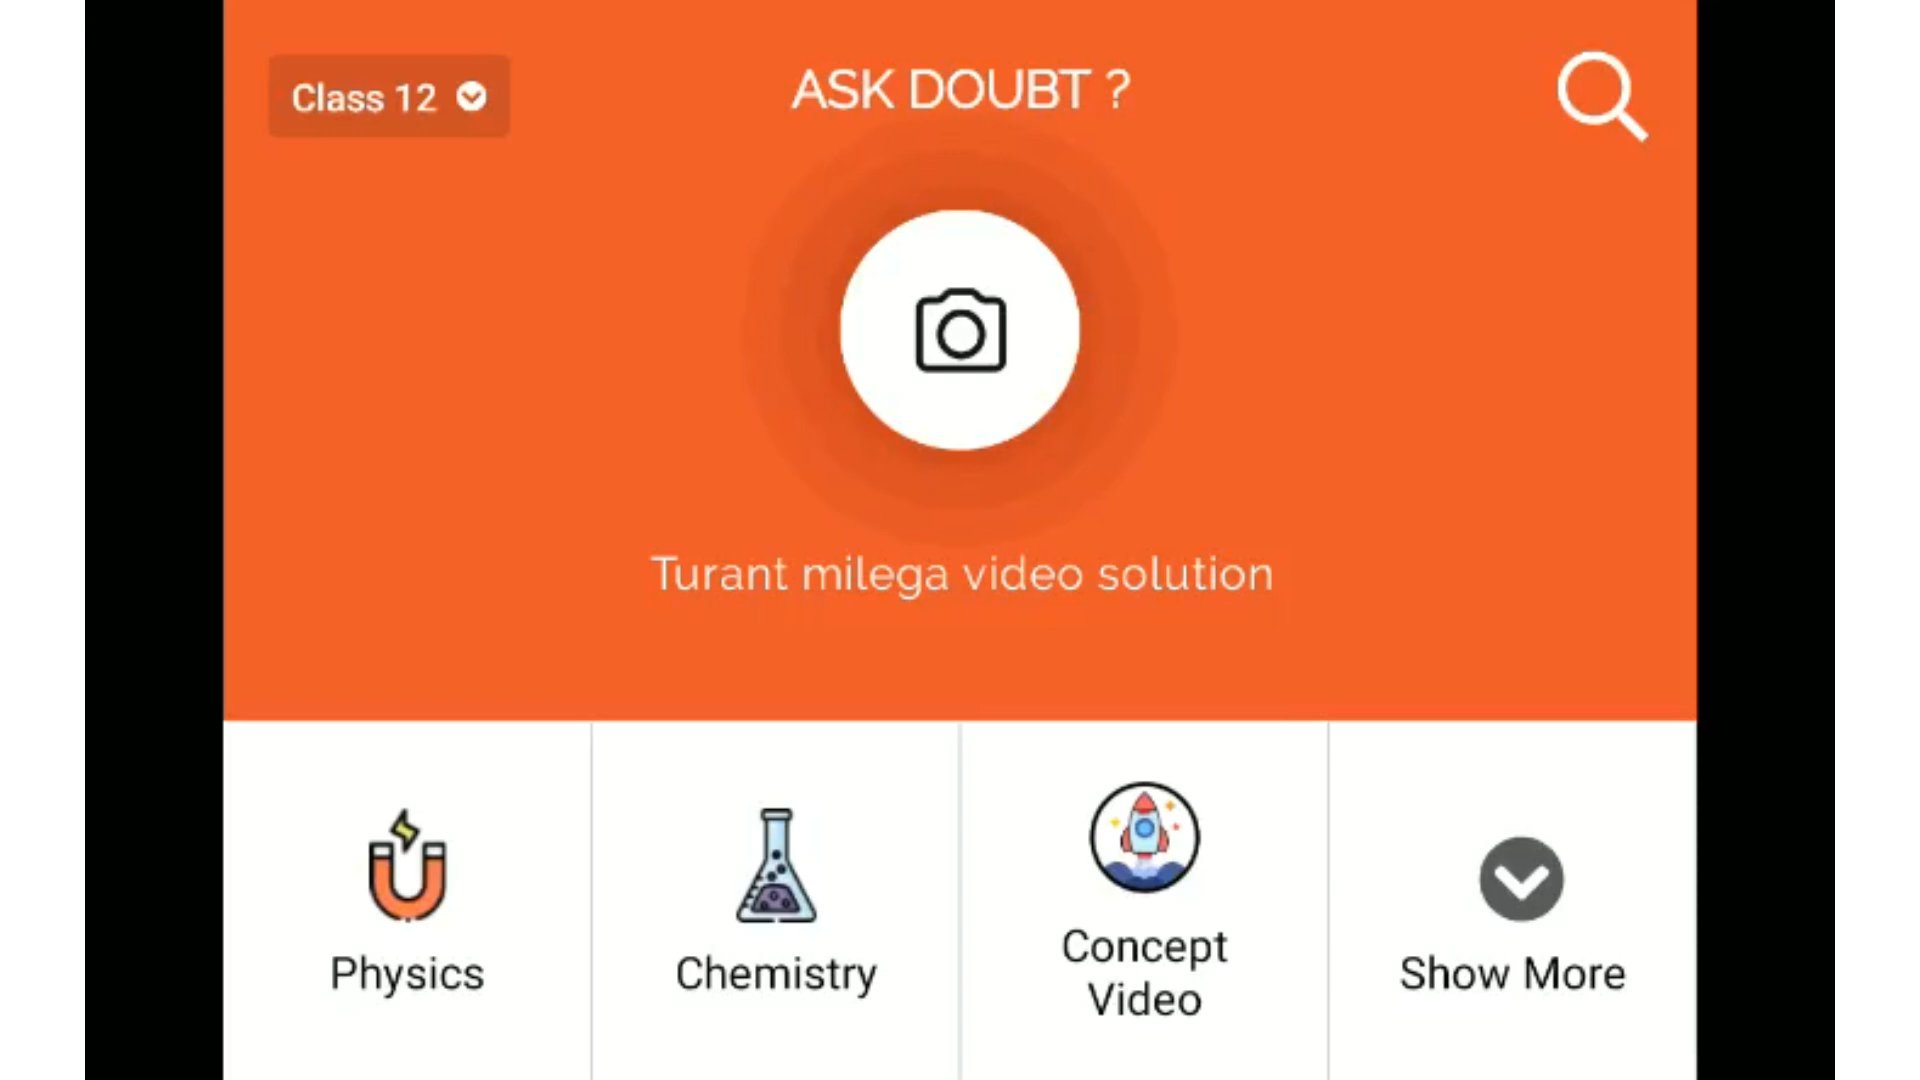 Class 12
ASK DOUBT ?
Turant milega video solution
Physics
Chemistry
Concept
Video
Show More